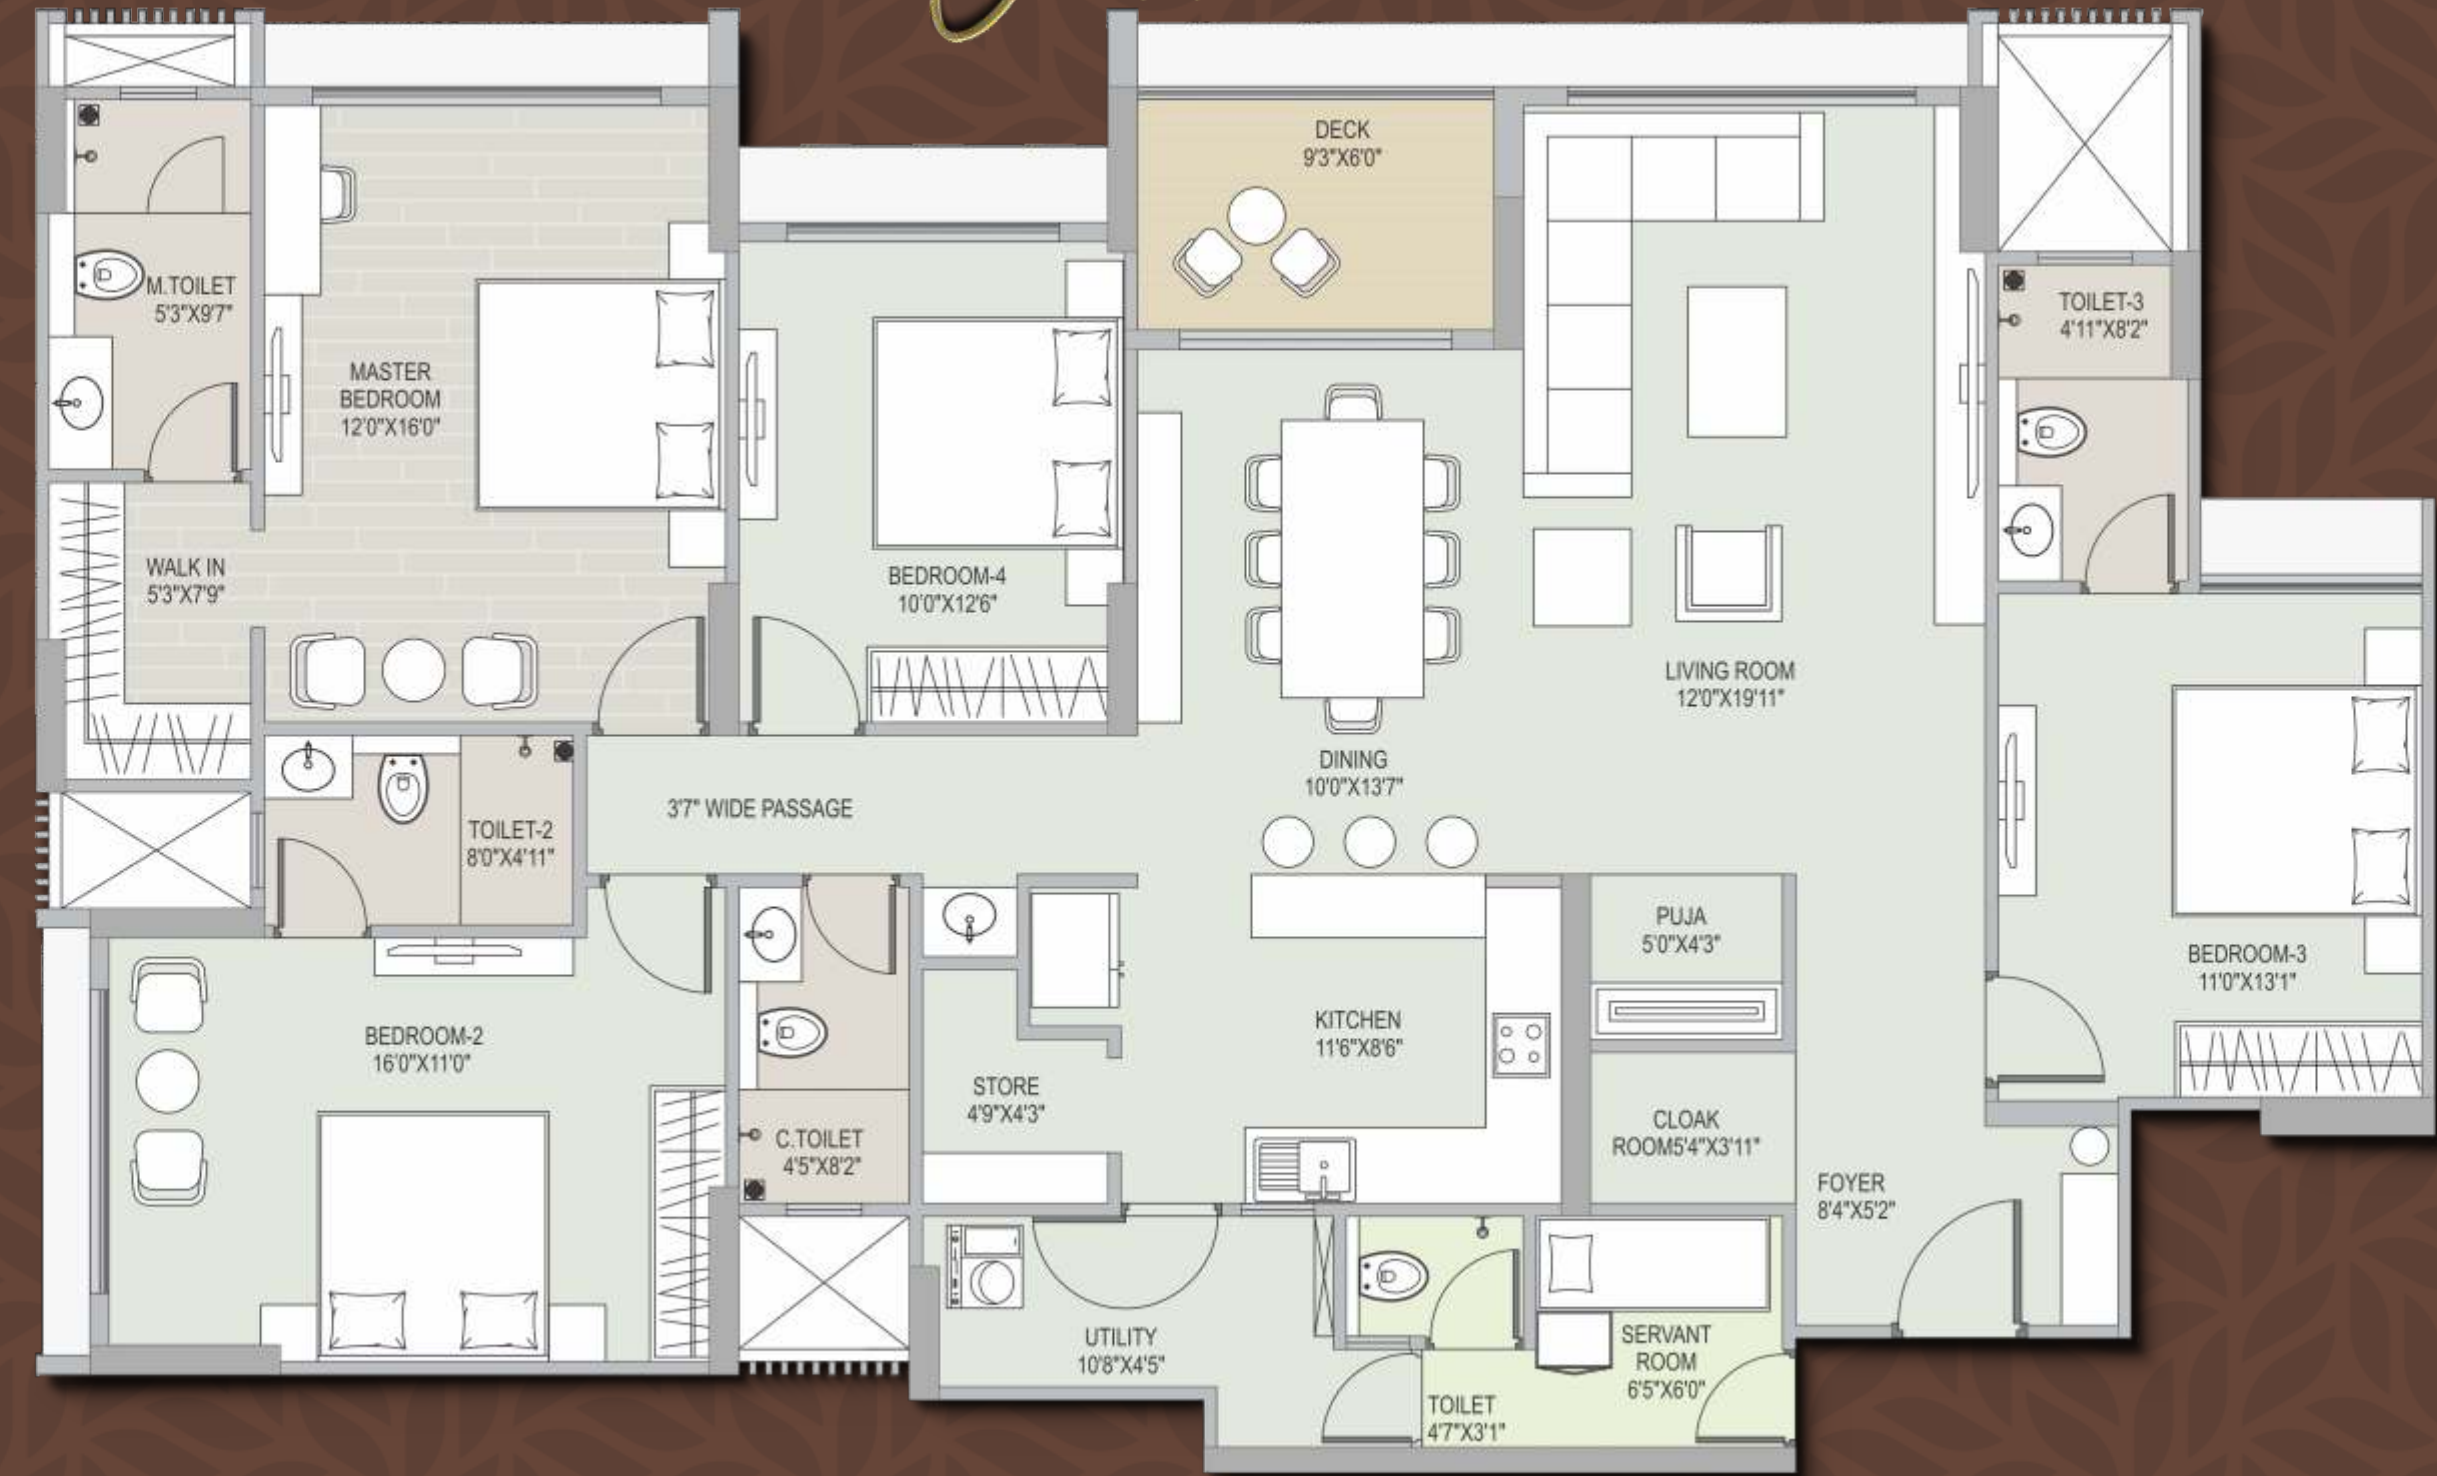 DECK
9'3"X6'0"
M.TOILET
5'3"X9'7"
TOILET-3
4'11"X8'2"
MASTER
BEDROOM
12'0"X16'0"
WALK IN
5'3"X7'9"
BEDROOM-4
10'0"X12'6"
LIVING ROOM
12'0"X19'11"
DINING
10'0"X13'7"
3'7" WIDE PASSAGE
TOILET-2
8'0"X4'11"
PUJA
5'0"X4'3"
BEDROOM-3
11'0"X13'1"
BEDROOM-2
16'0"X11'0"
KITCHEN
11'6"X8'6"
STORE
4'9"X4'3"
C.TOILET
4'5"X8'2"
CLOAK
ROOM5'4"X3'11"
FOYER
8'4"X5'2"
UTILITY
10'8"X4'5"
SERVANT
ROOM
6'5"X6'0"
TOILET
4'7"X3'1"